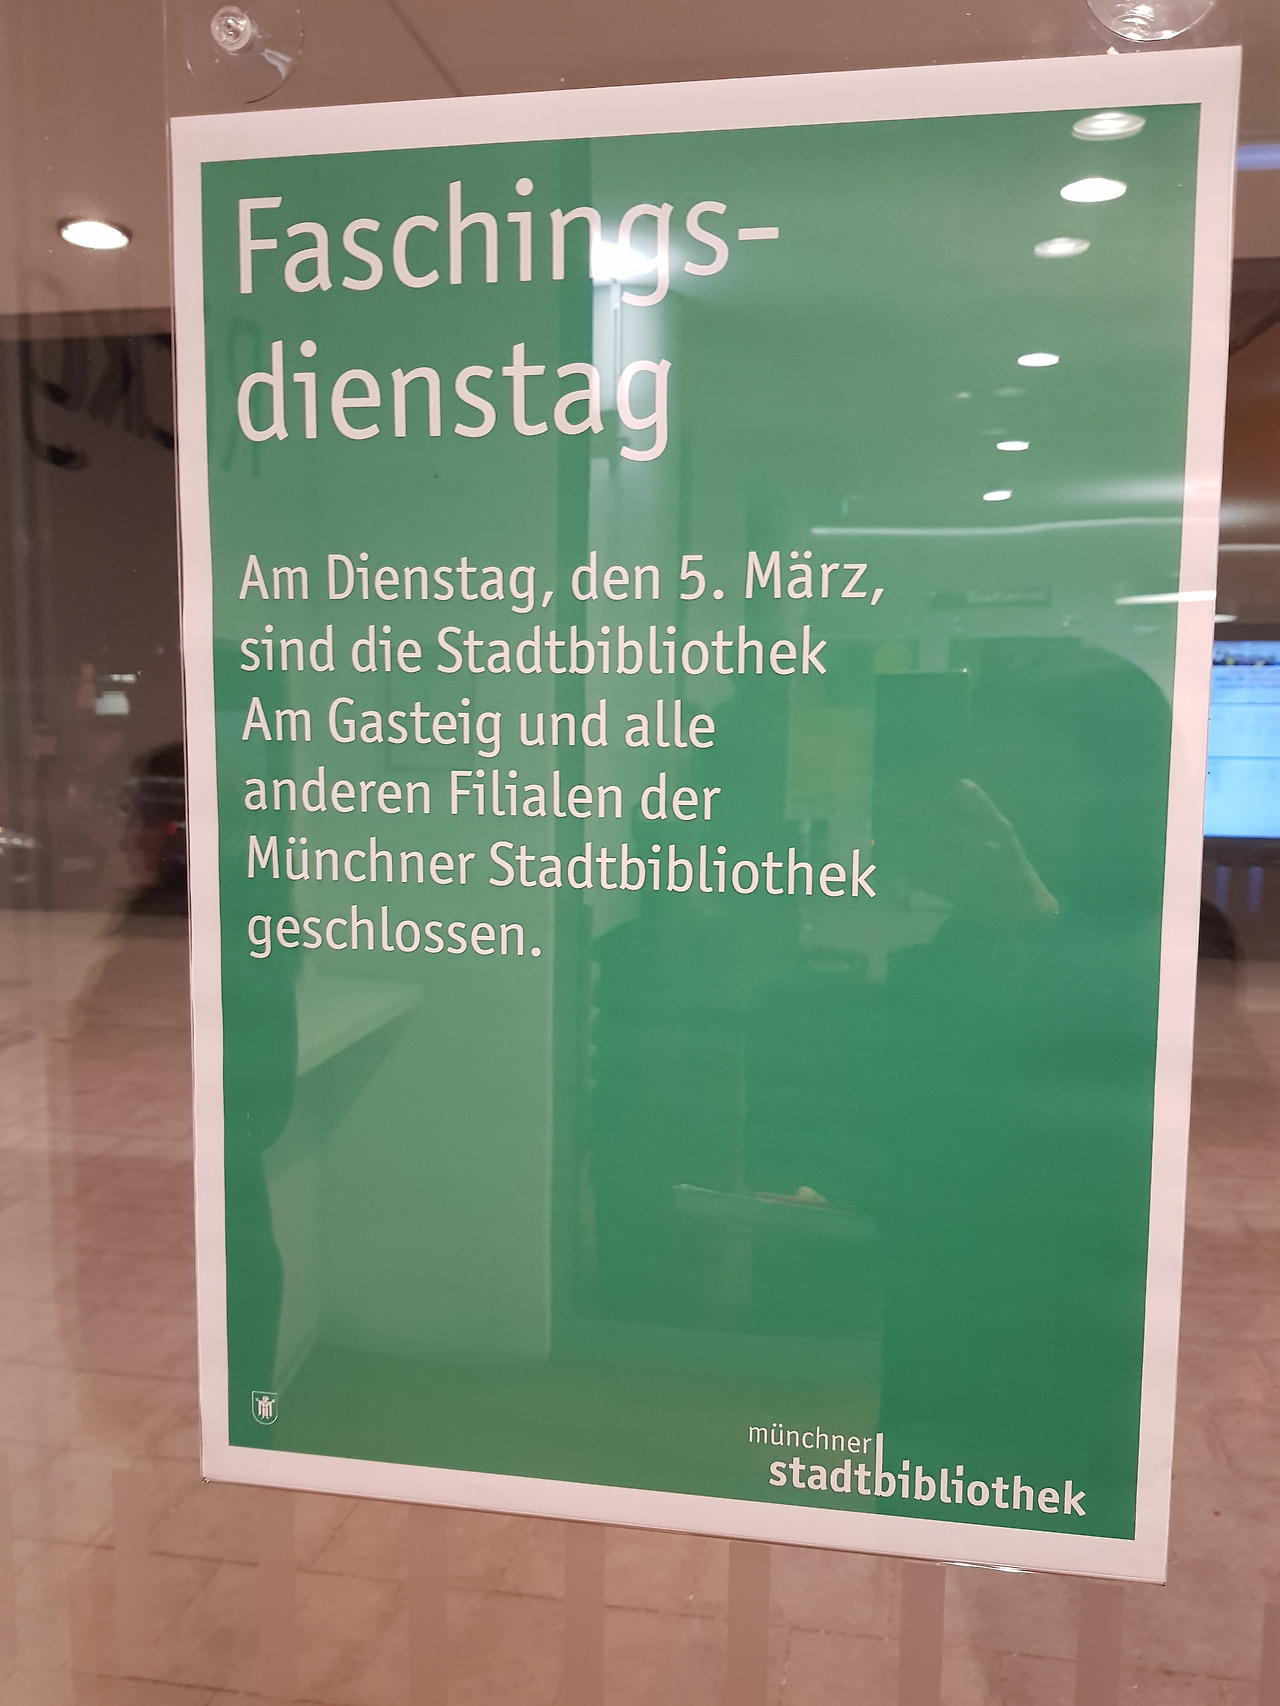 Faschings-
dienstag
Am Dienstag, den 5. März,
sind die Stadtbibliothek
Am Gasteig und alle
anderen Filialen der
Münchner Stadtbibliothek
geschlossen.
münchner
stadtbibliothek